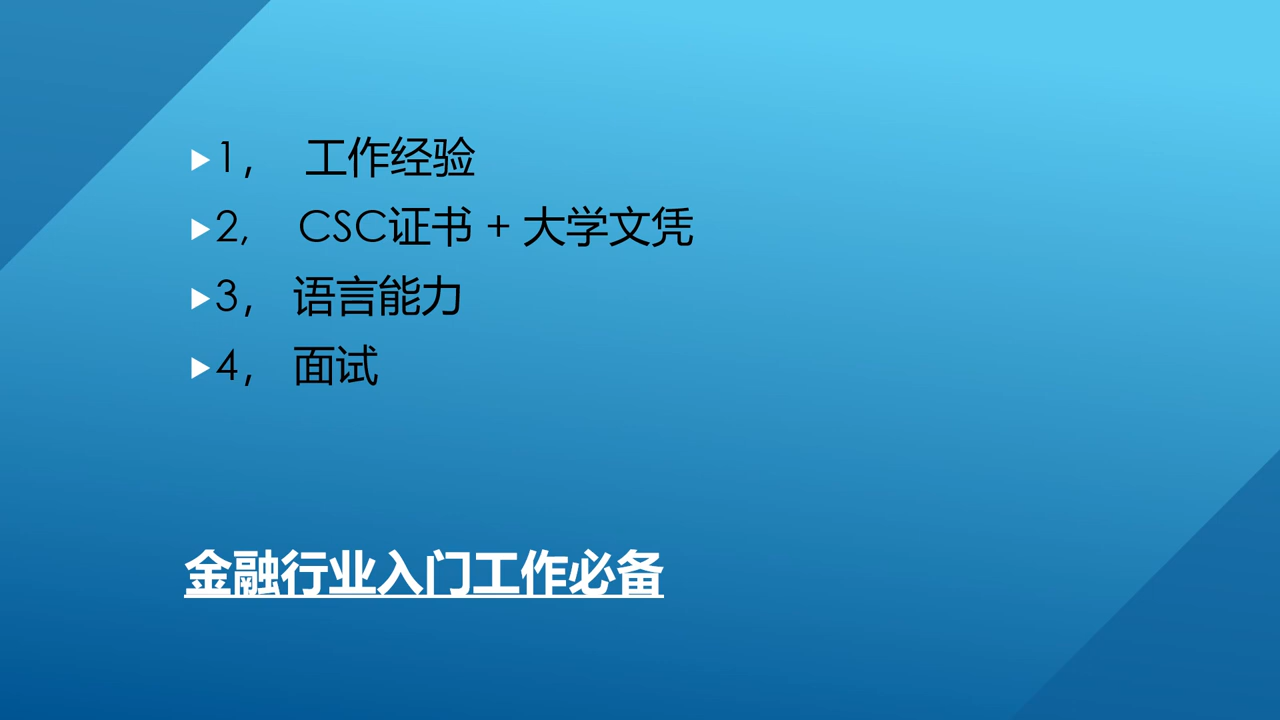 1， 工作经验
2, CSC证书 + 大学文凭
3， 语言能力
4， 面试
金融行业入门工作必备